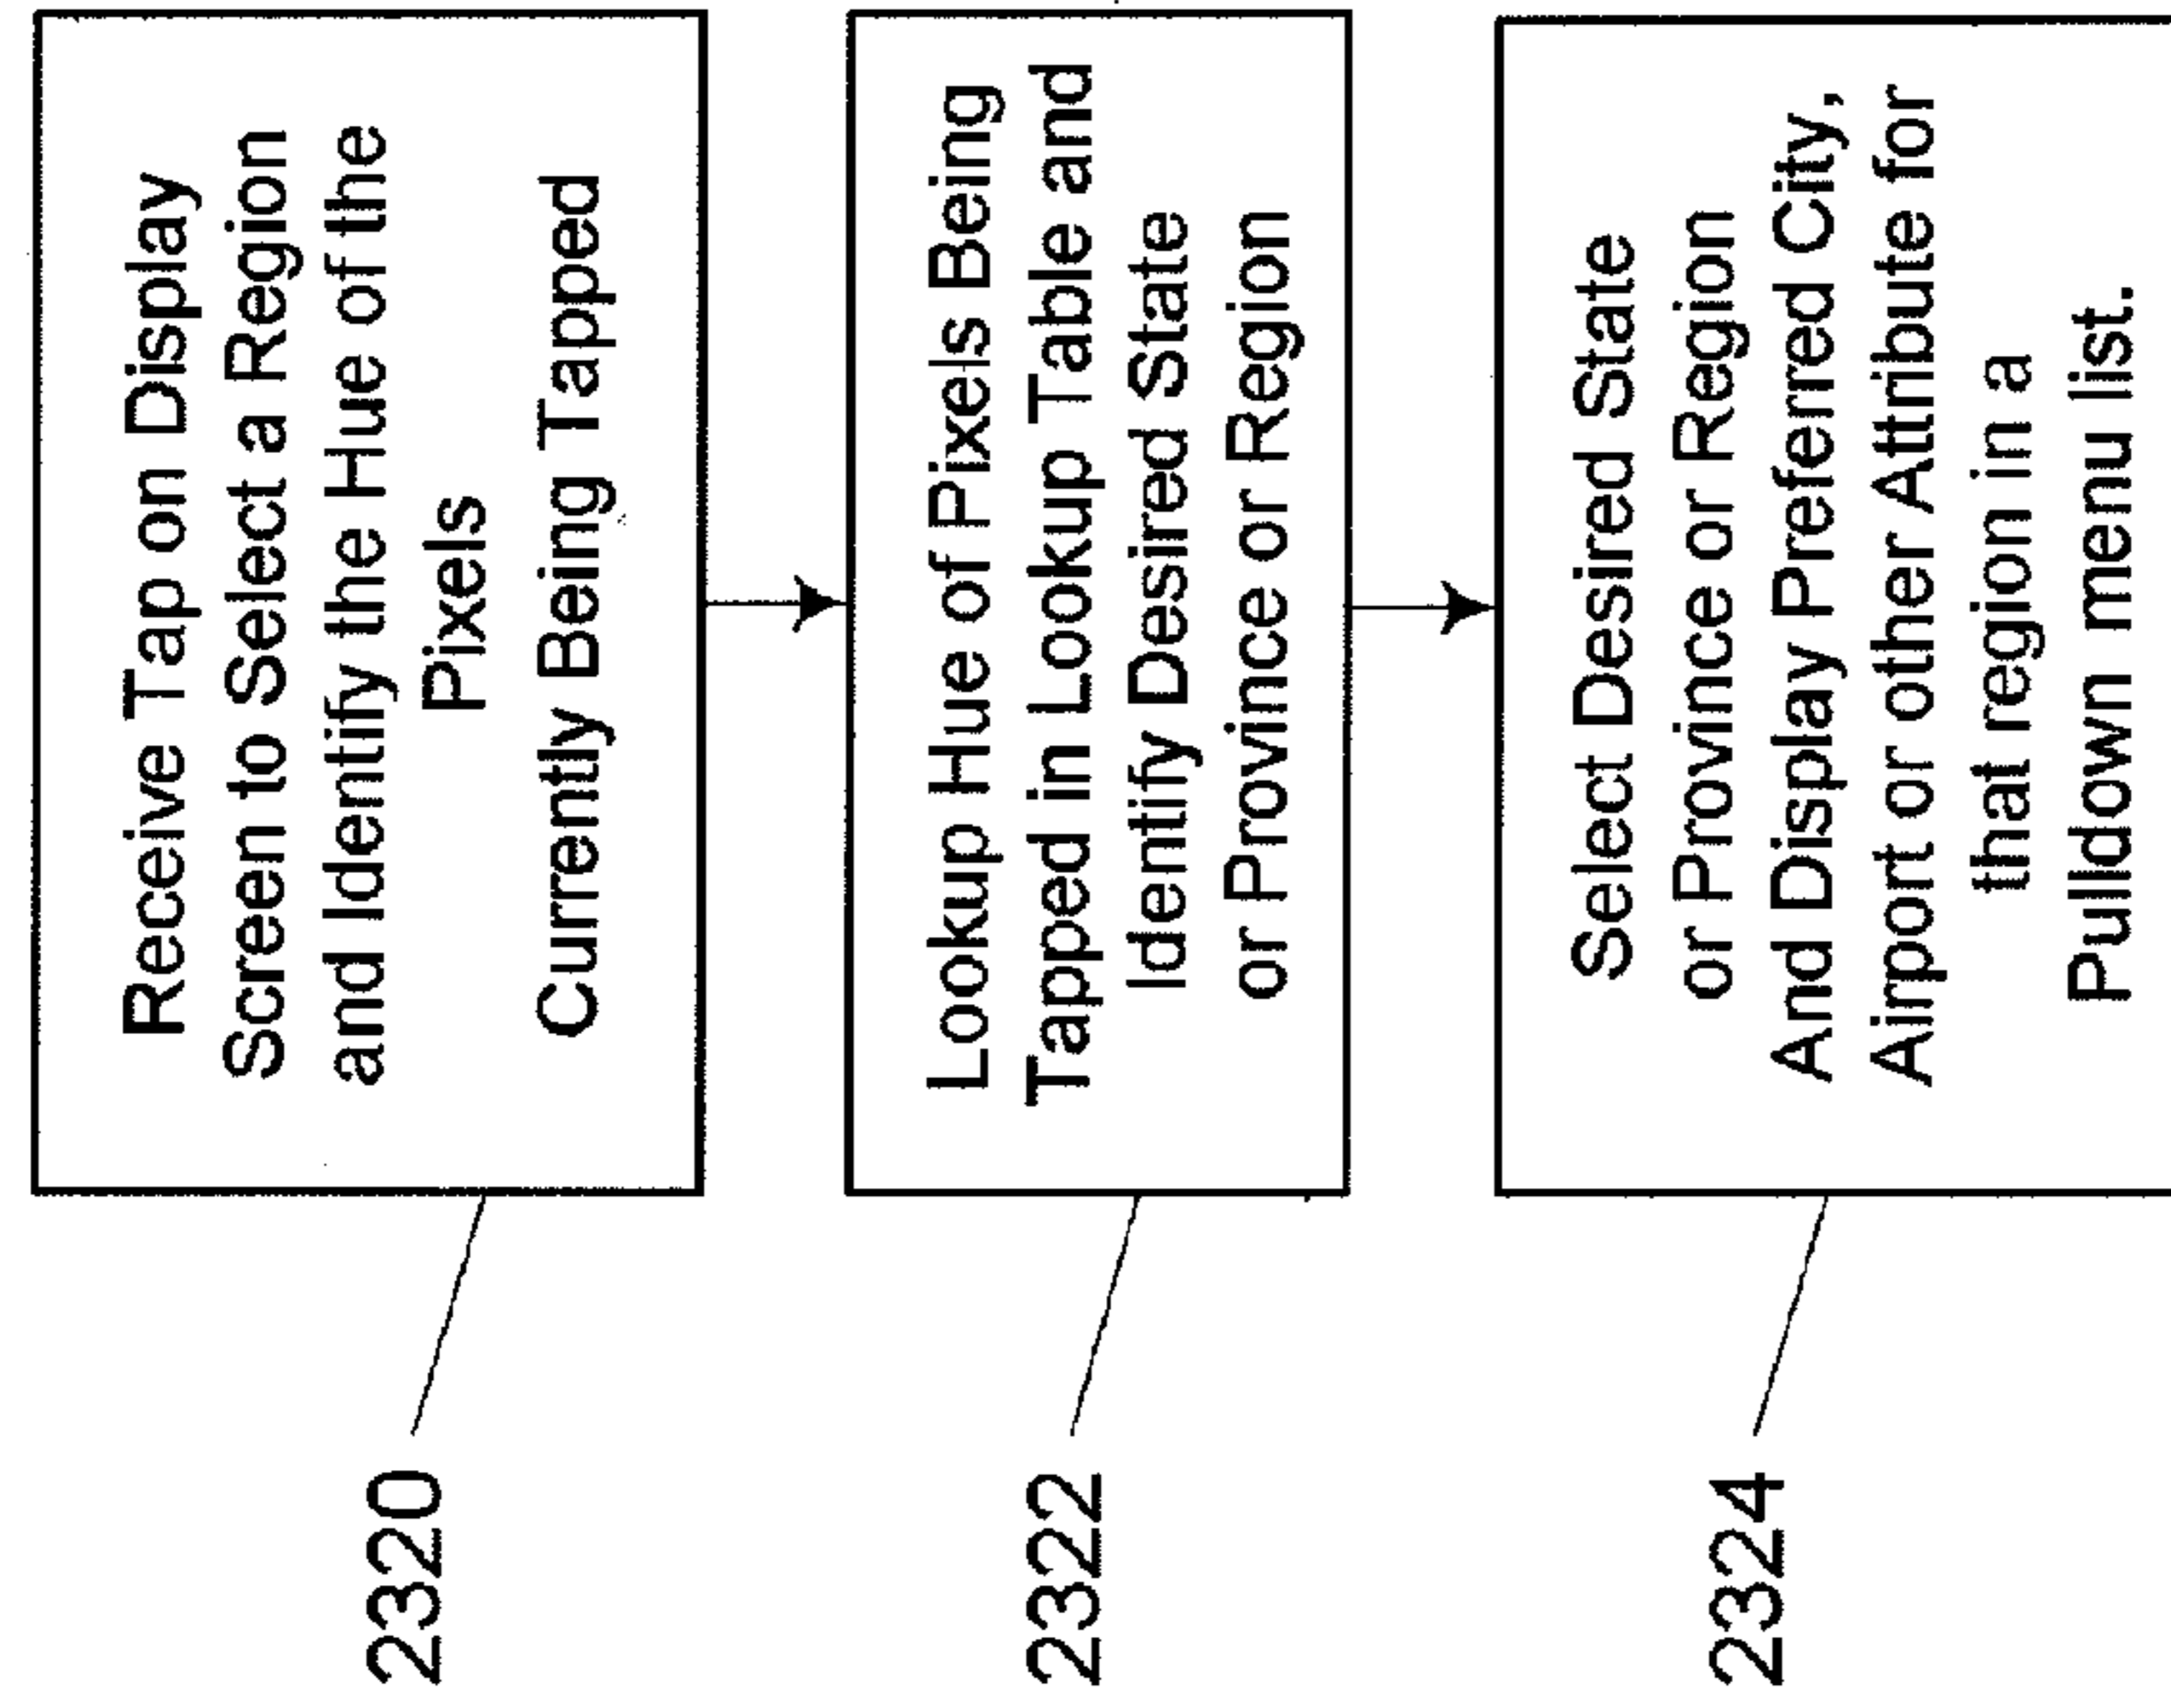 Receive Tap on Display
Screen to Select a Region
and Identify the Hue of the
Pixels
Currently Being Tapped
2320
Lookup Hue of Pixels Being
Tapped in Lookup Table and
Identify Desired State
or Province or Region
2322
Select Desired State
or Province or Region
And Display Preferred City,
Airport or other Attribute for
that region in a
Pulldown menu list.
2324